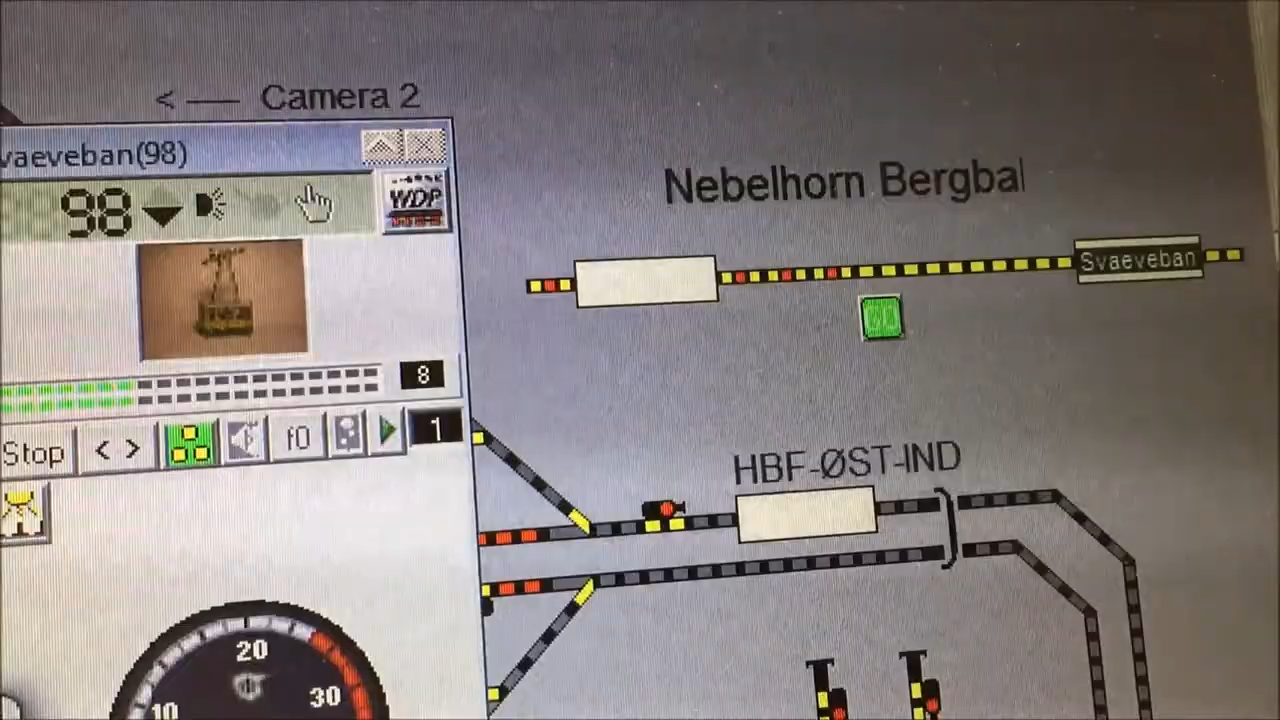 < — Camera 2
vaeveban(98)
98
WDP
Nebelhorn Bergbal
Svaeveban
8
Stop
< >
f0
1
HBF-ØST-IND
20
10
30